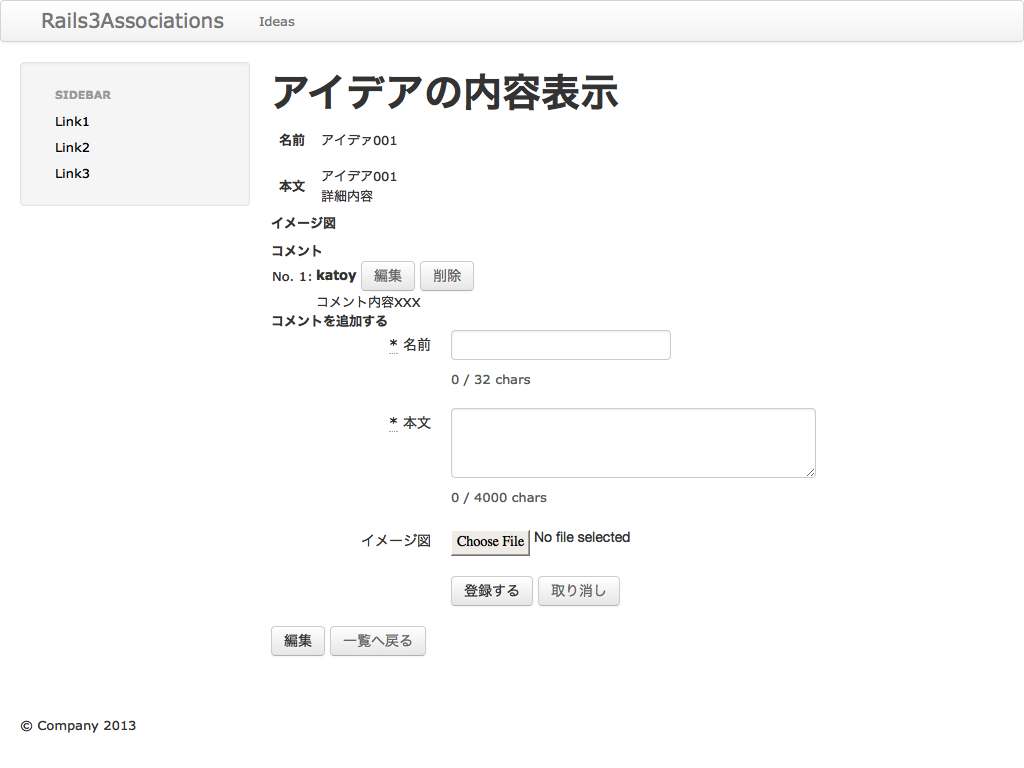 Rails3Associations Ideas
SIDEBAR
Link1
Link2
Link3
アイデアの内容表示
名前 アイデァ001
本文 アイデア001
詳細内容
イメージ図
コメント
No. 1: katoy 編集 削除
コメント内容XXX
コメントを追加する
* 名前
0 / 32 chars
* 本文
0 / 4000 chars
イメージ図 Choose File No file selected
登録する 取り消し
編集 一覧へ戻る
© Company 2013